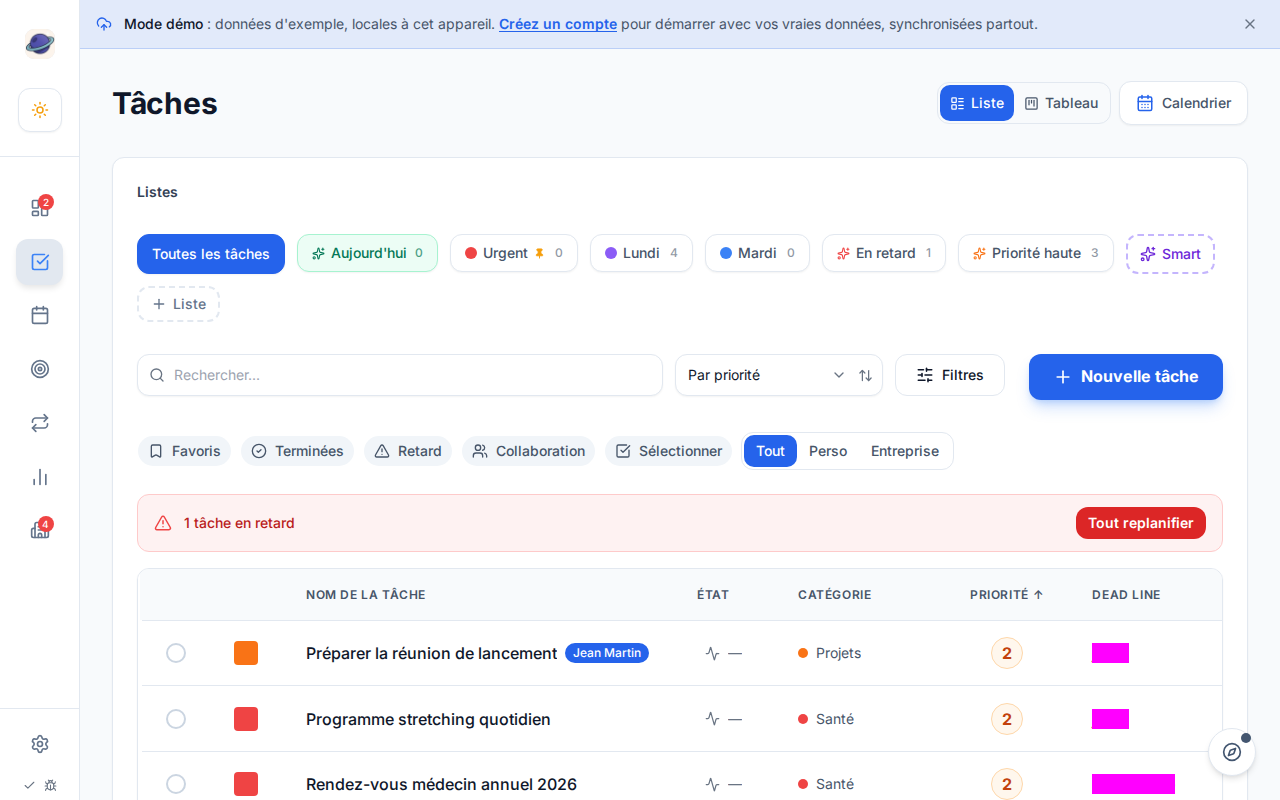 Mode démo : données d'exemple, locales à cet appareil. Créez un compte pour démarrer avec vos vraies données, synchronisées partout.
Tâches
Liste
Tableau
Calendrier
2
4
Listes
Toutes les tâches
Aujourd'hui 0
Urgent 0
Lundi 4
Mardi 0
En retard 1
Priorité haute 3
Smart
Liste
Rechercher...
Par priorité
Filtres
Nouvelle tâche
Favoris
Terminées
Retard
Collaboration
Sélectionner
Tout
Perso
Entreprise
1 tâche en retard
Tout replanifier
NOM DE LA TÂCHE ÉTAT CATÉGORIE PRIORITÉ ↑ DEAD LINE
Préparer la réunion de lancement Jean Martin — Projets 2
Programme stretching quotidien — Santé 2
Rendez-vous médecin annuel 2026 — Santé 2